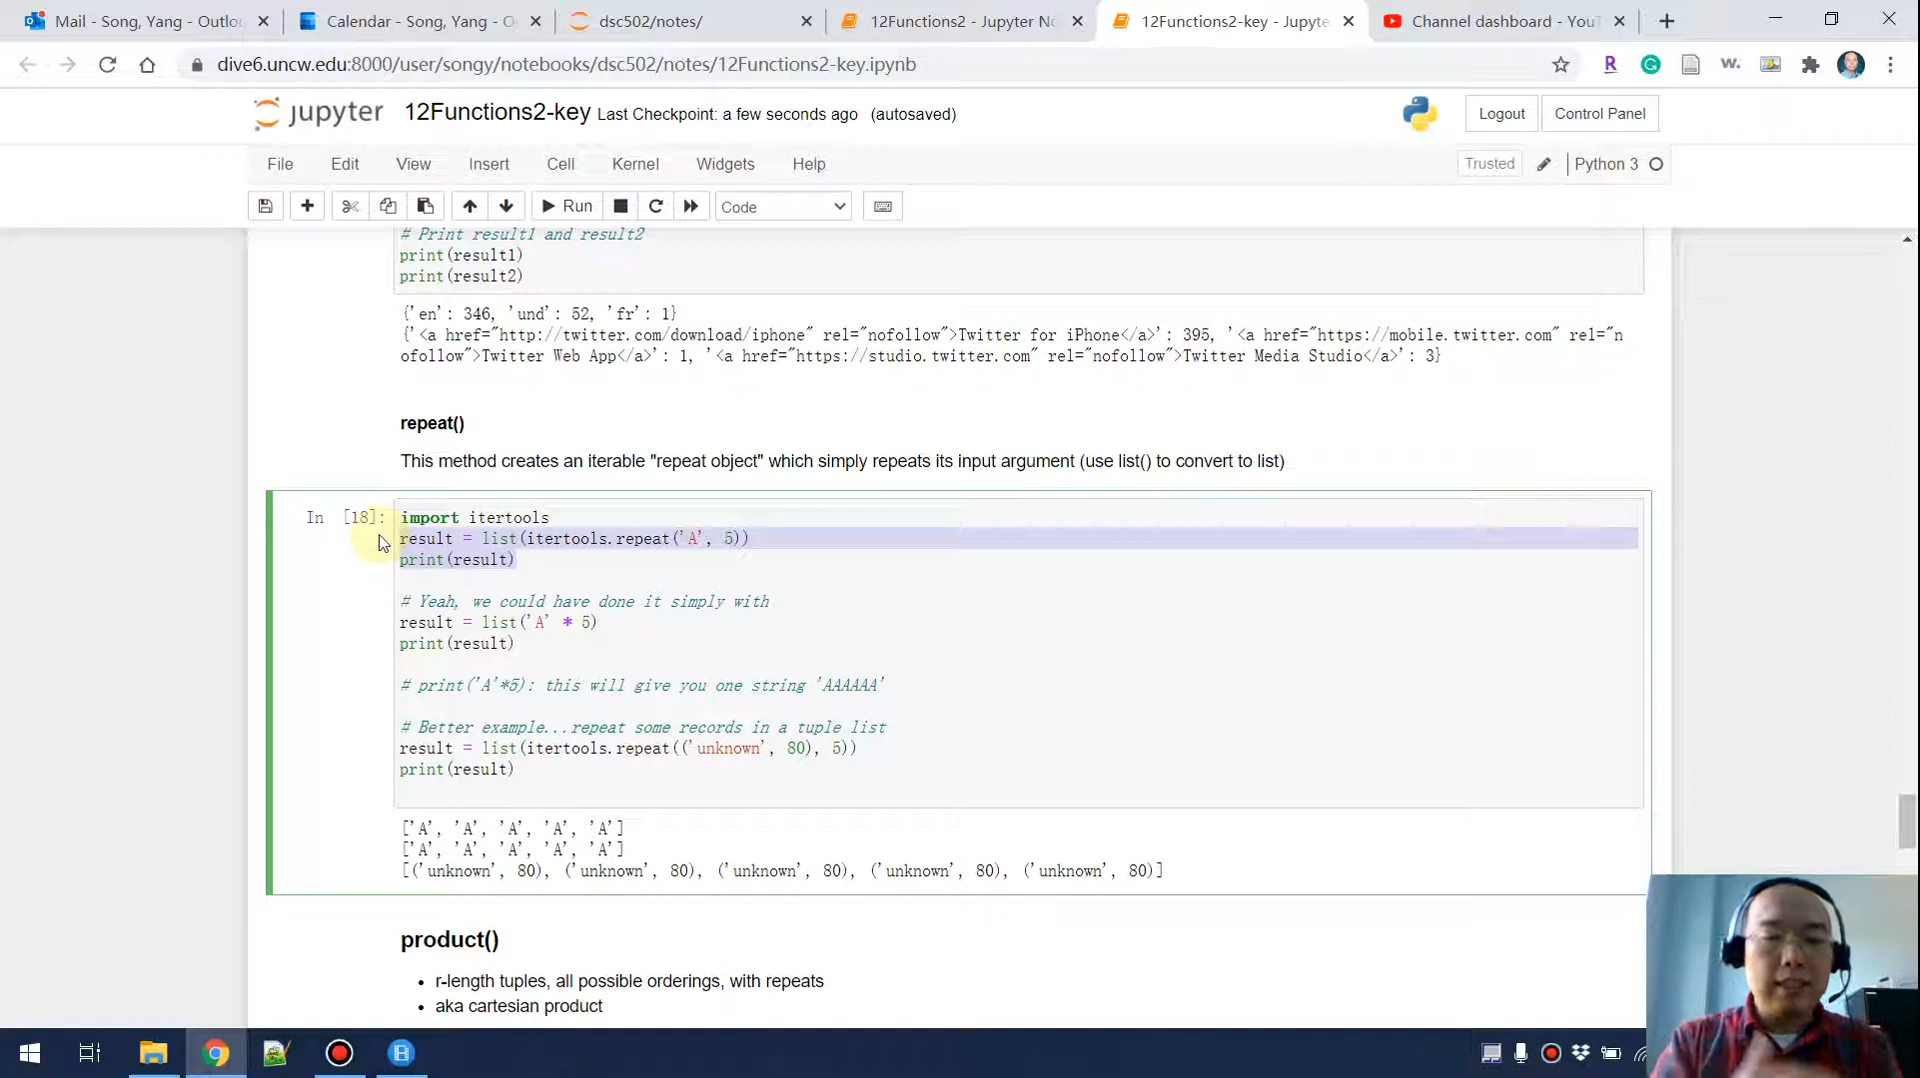 Mail - Song, Yang - Outloo
Calendar - Song, Yang - O
dsc502/notes/
12Functions2 - Jupyter No
12Functions2-key - Jupyte
Channel dashboard - YouT
dive6.uncw.edu:8000/user/songy/notebooks/dsc502/notes/12Functions2-key.ipynb
jupyter 12Functions2-key Last Checkpoint: a few seconds ago (autosaved)
Logout
Control Panel
File Edit View Insert Cell Kernel Widgets Help
Trusted
Python 3
Run
Code
# Print result1 and result2
print(result1)
print(result2)
{'en': 346, 'und': 52, 'fr': 1}
{'<a href="http://twitter.com/download/iphone" rel="nofollow">Twitter for iPhone</a>': 395, '<a href="https://mobile.twitter.com" rel="n
ofollow">Twitter Web App</a>': 1, '<a href="https://studio.twitter.com" rel="nofollow">Twitter Media Studio</a>': 3}
repeat()
This method creates an iterable "repeat object" which simply repeats its input argument (use list() to convert to list)
In [18]:
import itertools
result = list(itertools.repeat('A', 5))
print(result)
# Yeah, we could have done it simply with
result = list('A' * 5)
print(result)
# print('A'*5): this will give you one string 'AAAAAA'
# Better example...repeat some records in a tuple list
result = list(itertools.repeat(('unknown', 80), 5))
print(result)
['A', 'A', 'A', 'A', 'A']
['A', 'A', 'A', 'A', 'A']
[('unknown', 80), ('unknown', 80), ('unknown', 80), ('unknown', 80), ('unknown', 80)]
product()
• r-length tuples, all possible orderings, with repeats
• aka cartesian product